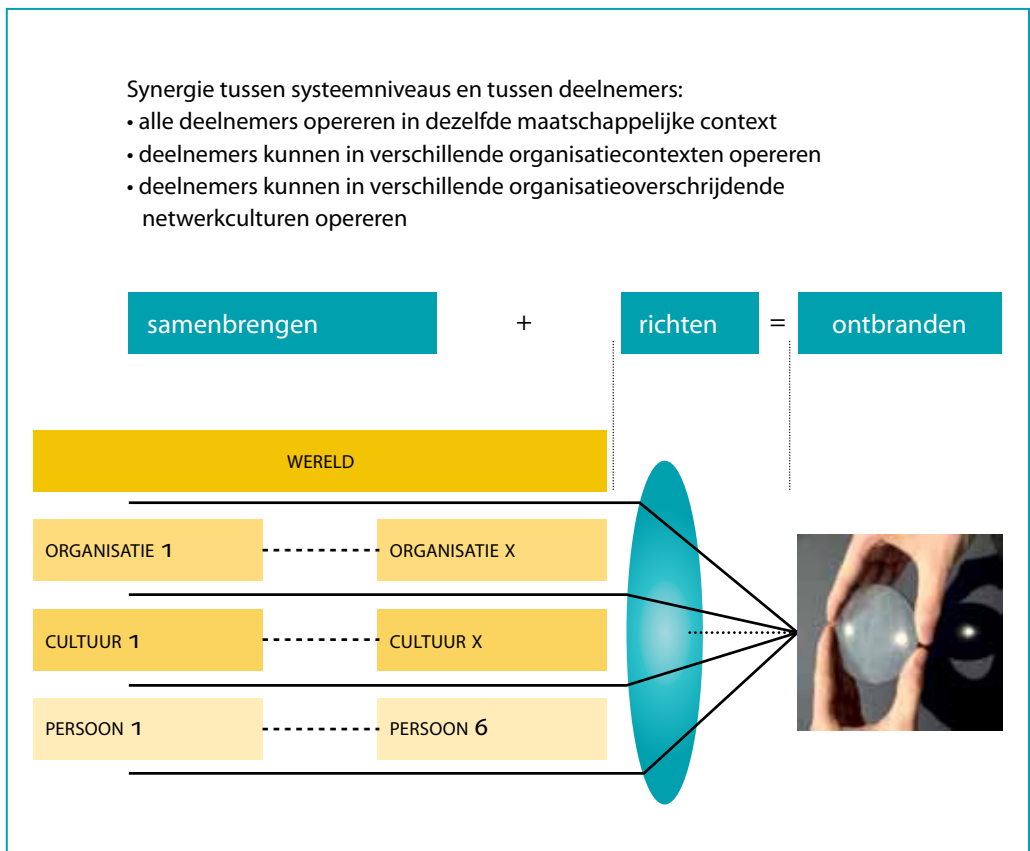 Synergie tussen systeemniveaus en tussen deelnemers:
• alle deelnemers opereren in dezelfde maatschappelijke context
• deelnemers kunnen in verschillende organisatiecontexten opereren
• deelnemers kunnen in verschillende organisatieoverschrijdende
netwerkculturen opereren
samenbrengen + richten = ontbranden
WERELD
ORGANISATIE 1 ORGANISATIE X
CULTUUR 1 CULTUUR X
PERSOON 1 PERSOON 6